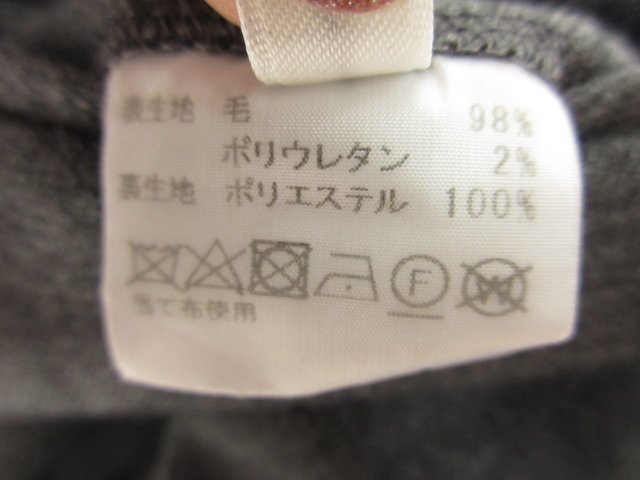 表生地 毛 98%
ポリウレタン 2%
裏生地 ポリエステル 100%
F W
当て布使用